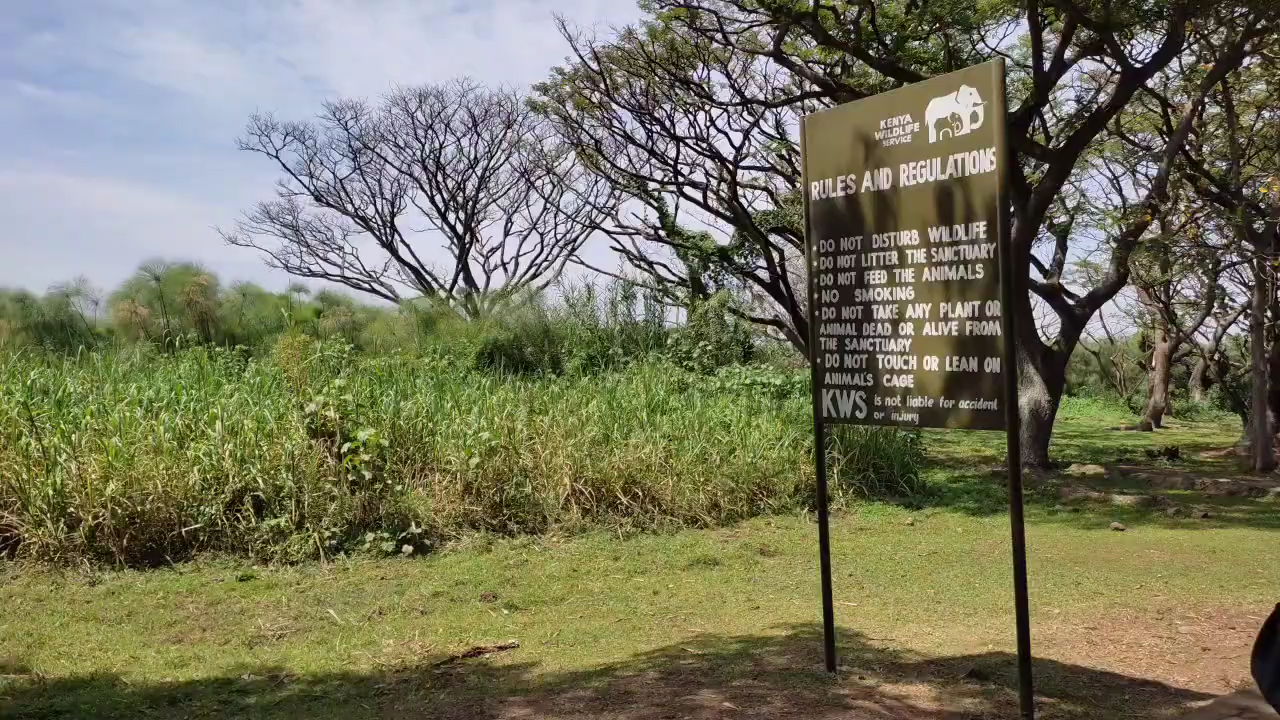 KENYA
WILDLIFE
SERVICE
RULES AND REGULATIONS
• DO NOT DISTURB WILDLIFE
• DO NOT LITTER THE SANCTUARY
• DO NOT FEED THE ANIMALS
• NO SMOKING
• DO NOT TAKE ANY PLANT OR
ANIMAL DEAD OR ALIVE FROM
THE SANCTUARY
• DO NOT TOUCH OR LEAN ON
ANIMALS CAGE
KWS is not liable for accident
or injury